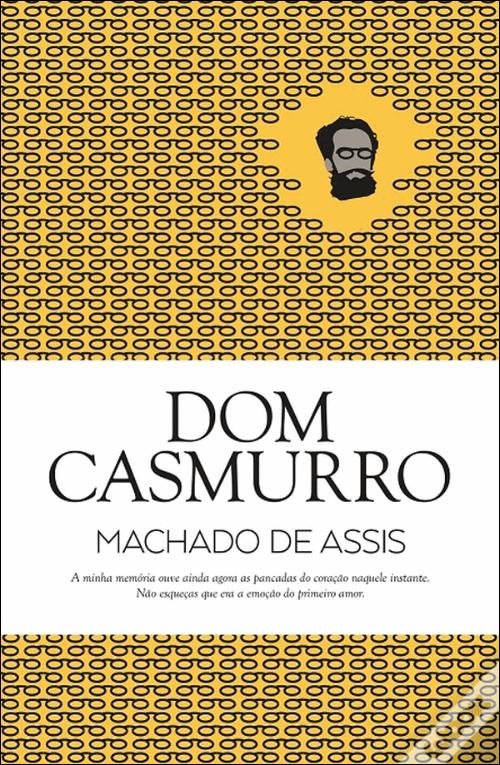 DOM
CASMURRO
MACHADO DE ASSIS
A minha memória ouve ainda agora as pancadas do coração naquele instante.
Não esqueças que era a emoção do primeiro amor.